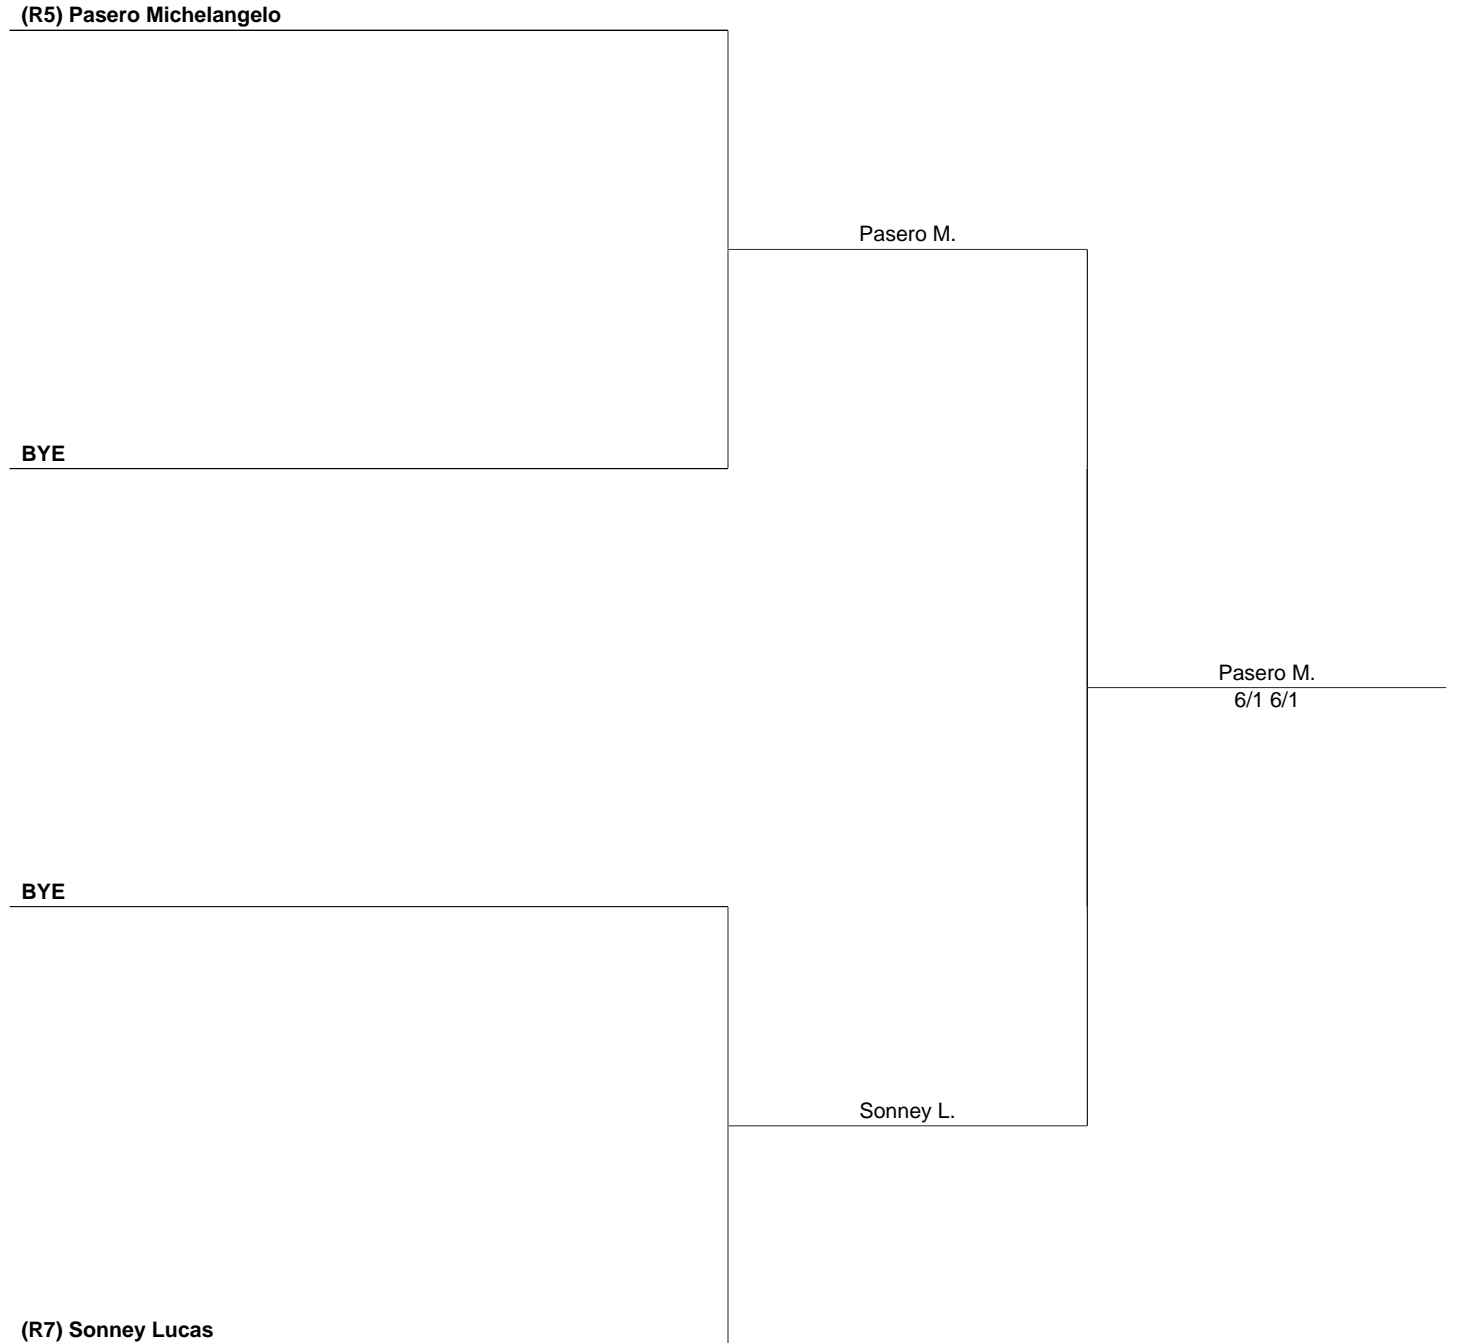 (R5) Pasero Michelangelo
Pasero M.
BYE
Pasero M.
6/1 6/1
BYE
Sonney L.
(R7) Sonney Lucas